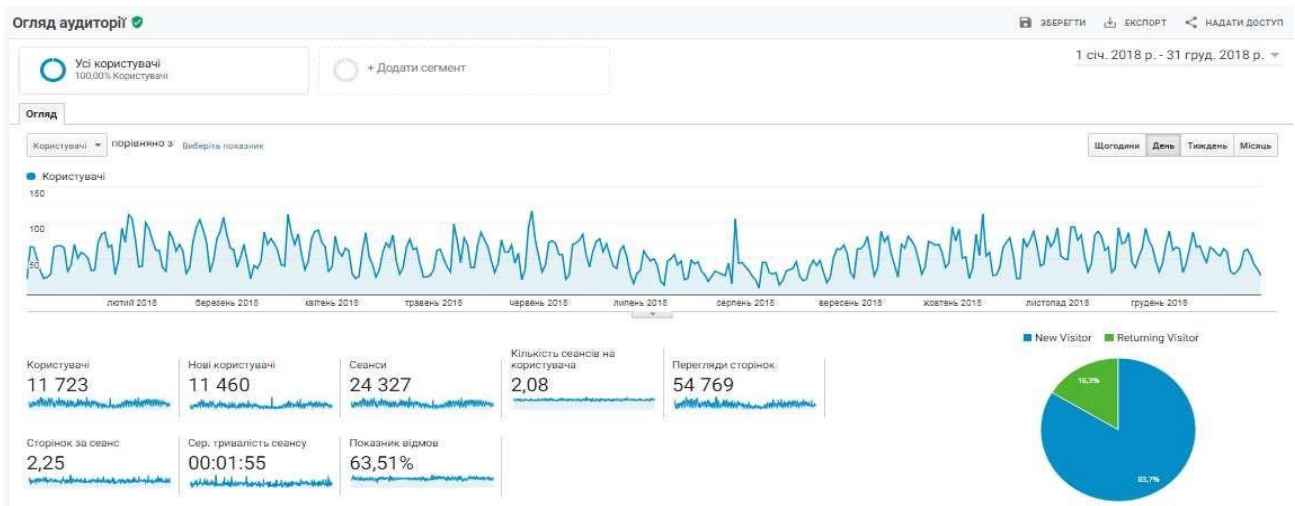 Огляд аудиторії
ЗБЕРЕГТИ ЕКСПОРТ НАДАТИ ДОСТУП
Усі користувачі
100,00% Користувачі
+ Додати сегмент
1 січ. 2018 р. - 31 груд. 2018 р.
Огляд
Користувачі порівняно з Виберіть показник
Щогодини День Тиждень Місяць
Користувачі
150
100
50
лютий 2018 березень 2018 квітень 2018 травень 2018 червень 2018 липень 2018 серпень 2018 вересень 2018 жовтень 2018 листопад 2018 грудень 2018
New Visitor Returning Visitor
Користувачі
11 723
Нові користувачі
11 460
Сеанси
24 327
Кількість сеансів на
користувача
2,08
Перегляди сторінок
54 769
Сторінок за сеанс
2,25
Сер. тривалість сеансу
00:01:55
Показник відмов
63,51%
16,3%
83,7%